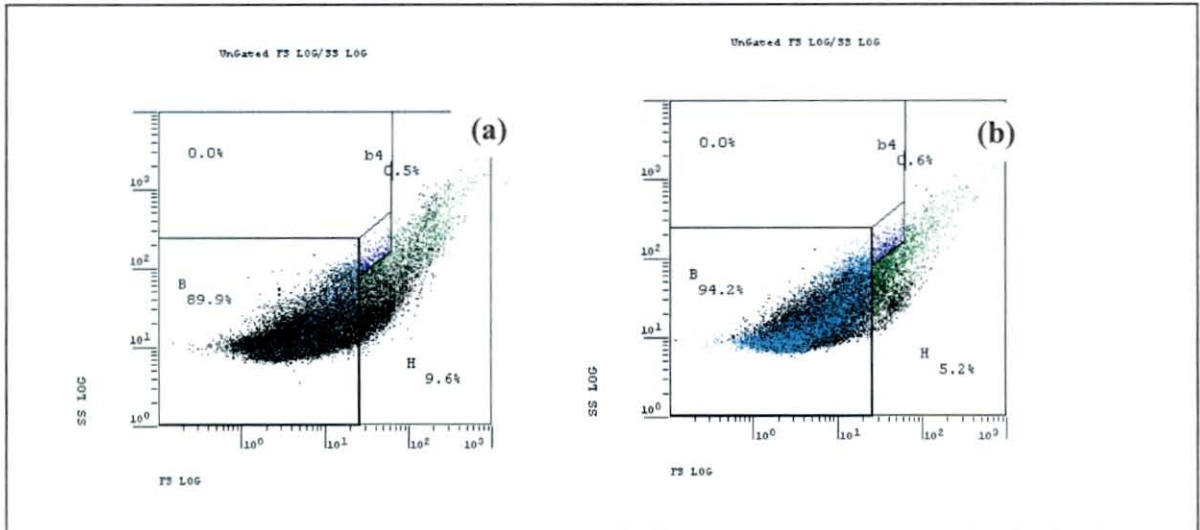 UnGated FS LOG/SS LOG
(a)
0.0%
b4
0.5%
10³
10²
B
89.9%
10¹
H
9.6%
10⁰
SS LOG
10⁰ 10¹ 10² 10³
FS LOG
UnGated FS LOG/SS LOG
(b)
0.0%
b4
0.6%
10³
10²
B
94.2%
10¹
H
5.2%
10⁰
SS LOG
10⁰ 10¹ 10² 10³
FS LOG